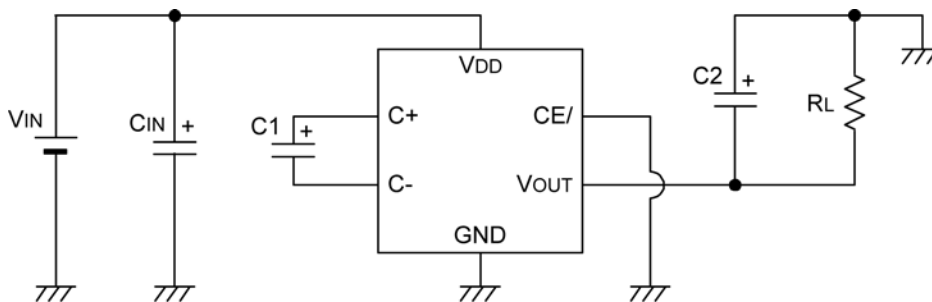 VDD
C2 +
VIN
CIN +
C1 +
C+
CE/
RL
C-
VOUT
GND